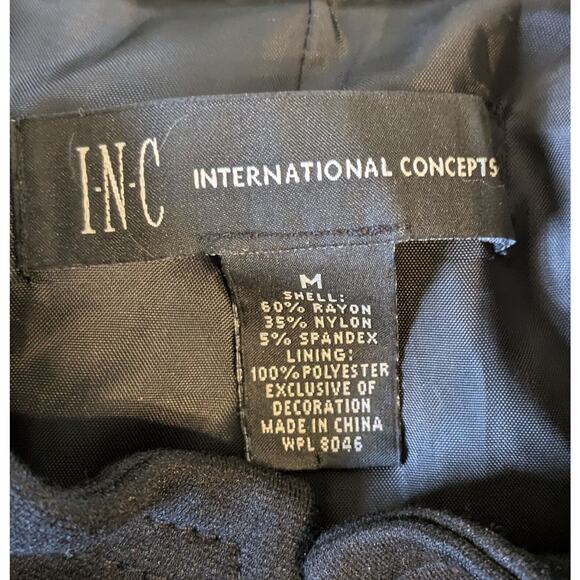 I-N-C INTERNATIONAL CONCEPTS
M
SHELL:
60% RAYON
35% NYLON
5% SPANDEX
LINING:
100% POLYESTER
EXCLUSIVE OF
DECORATION
MADE IN CHINA
WPL 8046